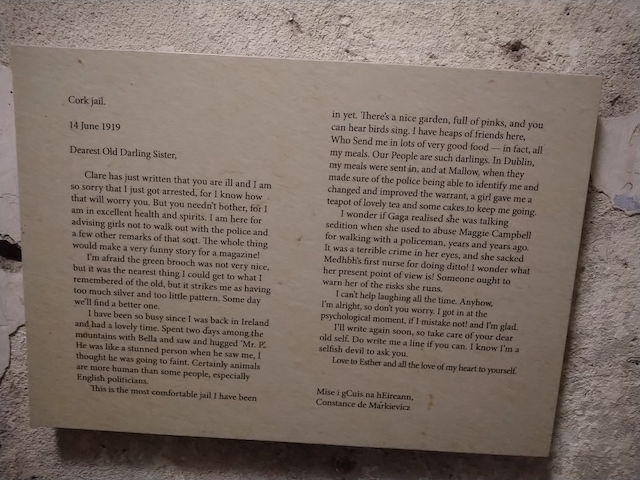 Cork jail.
14 June 1919
Dearest Old Darling Sister,
Clare has just written that you are ill and I am
so sorry that I just got arrested, for I know how
that will worry you. But you needn't bother, for I
am in excellent health and spirits. I am here for
advising girls not to walk out with the police and
a few other remarks of that sort. The whole thing
would make a very funny story for a magazine!
I'm afraid the green brooch was not very nice,
but it was the nearest thing I could get to what I
remembered of the old, but it strikes me as having
too much silver and too little pattern. Some day
we'll find a better one.
I have been so busy since I was back in Ireland
and had a lovely time. Spent two days among the
mountains with Bella and saw and hugged 'Mr. P.'.
He was like a stunned person when he saw me, I
thought he was going to faint. Certainly animals
are more human than some people, especially
English politicians.
This is the most comfortable jail I have been
in yet. There's a nice garden, full of pinks, and you
can hear birds sing. I have heaps of friends here,
Who Send me in lots of very good food — in fact, all
my meals. Our People are such darlings. In Dublin,
my meals were sent in, and at Mallow, when they
made sure of the police being able to identify me and
changed and improved the warrant, a girl gave me a
teapot of lovely tea and some cakes to keep me going.
I wonder if Gaga realised she was talking
sedition when she used to abuse Maggie Campbell
for walking with a policeman, years and years ago.
It was a terrible crime in her eyes, and she sacked
Medhbh's first nurse for doing ditto! I wonder what
her present point of view is! Someone ought to
warn her of the risks she runs.
I can't help laughing all the time. Anyhow,
I'm alright, so don't you worry. I got in at the
psychological moment, if I mistake not! and I'm glad.
I'll write again soon, so take care of your dear
old self. Do write me a line if you can. I know I'm a
selfish devil to ask you.
Love to Esther and all the love of my heart to yourself.
Mise i gCuis na hEireann,
Constance de Markievicz